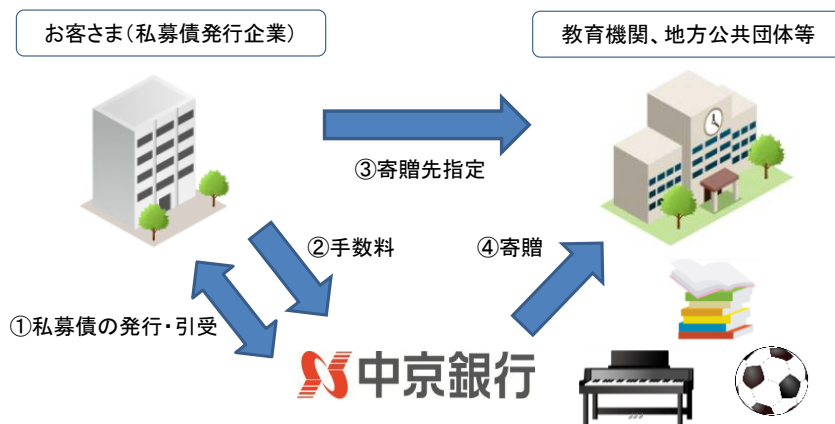 お客さま(私募債発行企業)
教育機関、地方公共団体等
③寄贈先指定
②手数料
④寄贈
①私募債の発行・引受
中京銀行